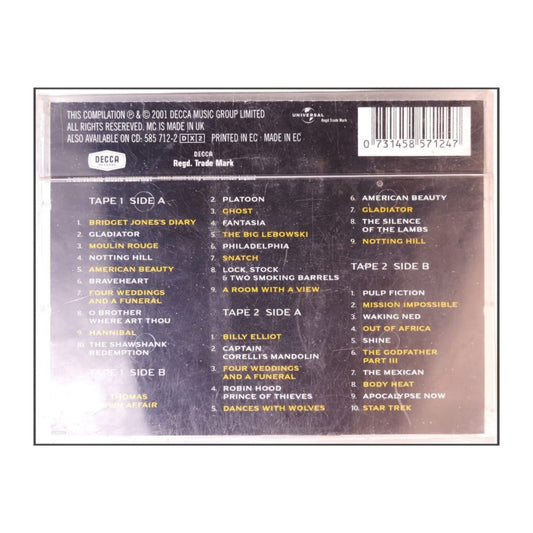 THIS COMPILATION ℗ & © 2001 DECCA MUSIC GROUP LIMITED
ALL RIGHTS RESEREVED. MC IS MADE IN UK
ALSO AVAILABLE ON CD: 585 712-2 DX2 PRINTED IN EC · MADE IN EC
UNIVERSAL
Regd. Trade Mark
0 731458 571247
DECCA
DECCA
Regd. Trade Mark
TAPE 1 SIDE A
1. BRIDGET JONES'S DIARY
2. GLADIATOR
3. MOULIN ROUGE
4. NOTTING HILL
5. AMERICAN BEAUTY
6. BRAVEHEART
7. FOUR WEDDINGS
AND A FUNERAL
8. O BROTHER
WHERE ART THOU
9. HANNIBAL
10. THE SHAWSHANK
REDEMPTION
TAPE 1 SIDE B
THOMAS
AFFAIR
2. PLATOON
3. GHOST
4. FANTASIA
5. THE BIG LEBOWSKI
6. PHILADELPHIA
7. SNATCH
8. LOCK, STOCK
& TWO SMOKING BARRELS
9. A ROOM WITH A VIEW
TAPE 2 SIDE A
1. BILLY ELLIOT
2. CAPTAIN
CORELLI'S MANDOLIN
3. FOUR WEDDINGS
AND A FUNERAL
4. ROBIN HOOD
PRINCE OF THIEVES
5. DANCES WITH WOLVES
6. AMERICAN BEAUTY
7. GLADIATOR
8. THE SILENCE
OF THE LAMBS
9. NOTTING HILL
TAPE 2 SIDE B
1. PULP FICTION
2. MISSION IMPOSSIBLE
3. WAKING NED
4. OUT OF AFRICA
5. SHINE
6. THE GODFATHER
PART III
7. THE MEXICAN
8. BODY HEAT
9. APOCALYPSE NOW
10. STAR TREK